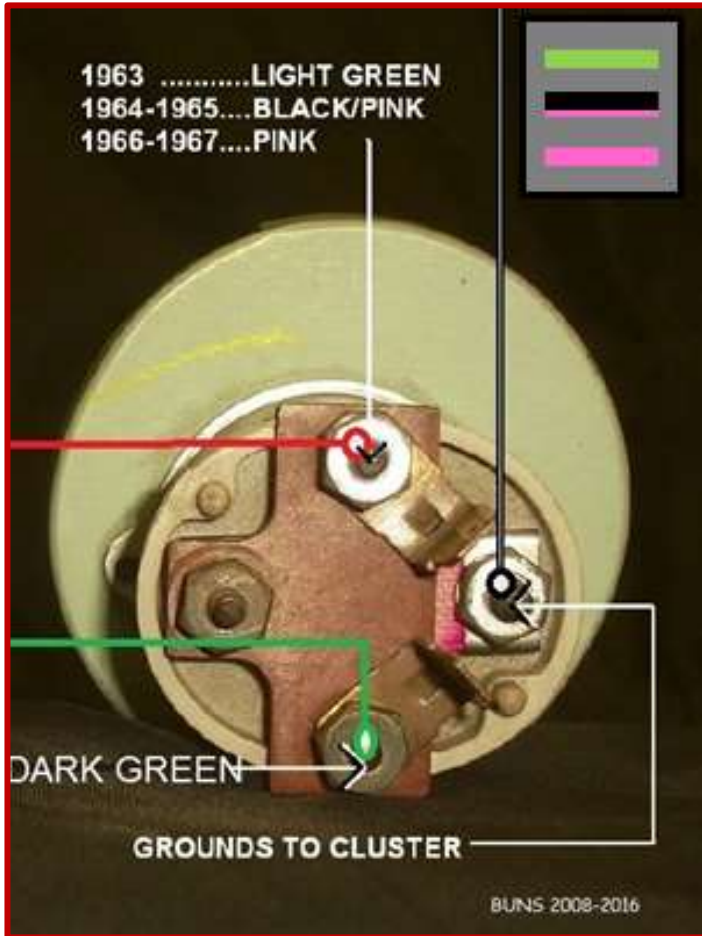 1963 ...........LIGHT GREEN
1964-1965....BLACK/PINK
1966-1967....PINK
DARK GREEN
GROUNDS TO CLUSTER
BUNS 2008-2016